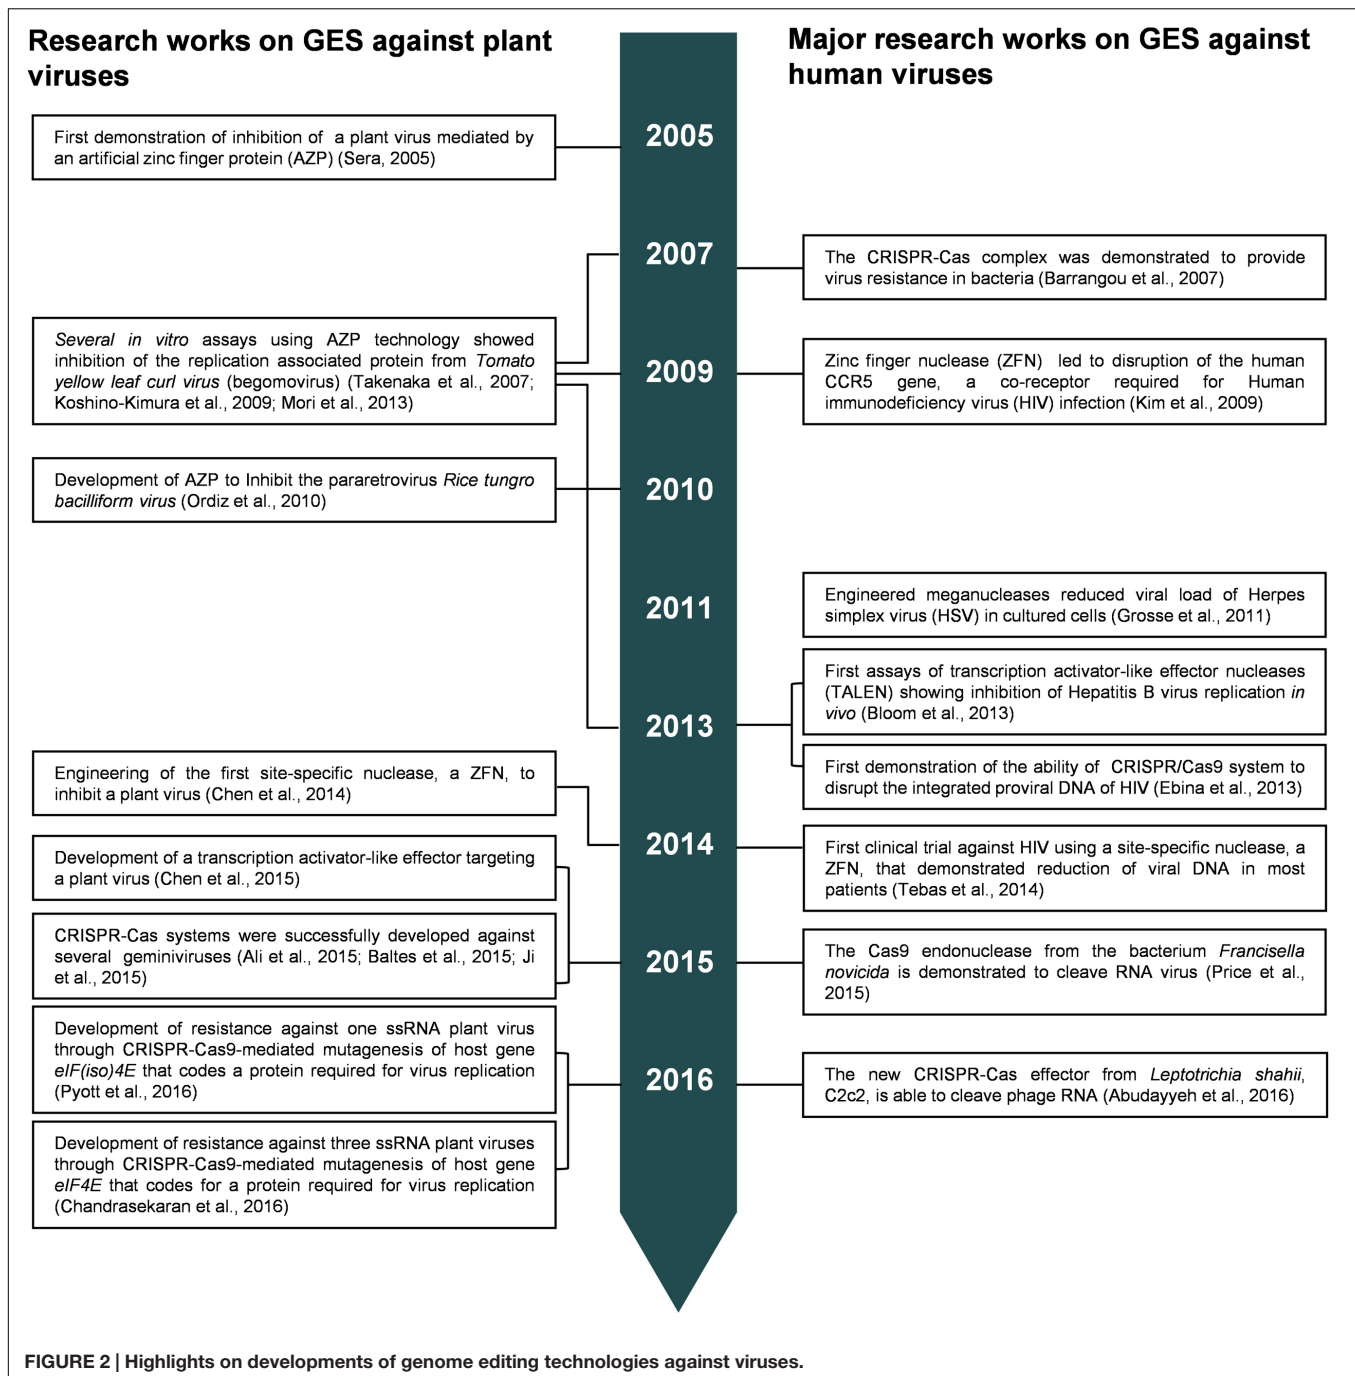 Research works on GES against plant
viruses
First demonstration of inhibition of a plant virus mediated by
an artificial zinc finger protein (AZP) (Sera, 2005)
Several in vitro assays using AZP technology showed
inhibition of the replication associated protein from Tomato
yellow leaf curl virus (begomovirus) (Takenaka et al., 2007;
Koshino-Kimura et al., 2009; Mori et al., 2013)
Development of AZP to Inhibit the pararetrovirus Rice tungro
bacilliform virus (Ordiz et al., 2010)
Engineering of the first site-specific nuclease, a ZFN, to
inhibit a plant virus (Chen et al., 2014)
Development of a transcription activator-like effector targeting
a plant virus (Chen et al., 2015)
CRISPR-Cas systems were successfully developed against
several geminiviruses (Ali et al., 2015; Baltes et al., 2015; Ji
et al., 2015)
Development of resistance against one ssRNA plant virus
through CRISPR-Cas9-mediated mutagenesis of host gene
eIF(iso)4E that codes a protein required for virus replication
(Pyott et al., 2016)
Development of resistance against three ssRNA plant viruses
through CRISPR-Cas9-mediated mutagenesis of host gene
eIF4E that codes for a protein required for virus replication
(Chandrasekaran et al., 2016)
2005
2007
2009
2010
2011
2013
2014
2015
2016
Major research works on GES against
human viruses
The CRISPR-Cas complex was demonstrated to provide
virus resistance in bacteria (Barrangou et al., 2007)
Zinc finger nuclease (ZFN) led to disruption of the human
CCR5 gene, a co-receptor required for Human
immunodeficiency virus (HIV) infection (Kim et al., 2009)
Engineered meganucleases reduced viral load of Herpes
simplex virus (HSV) in cultured cells (Grosse et al., 2011)
First assays of transcription activator-like effector nucleases
(TALEN) showing inhibition of Hepatitis B virus replication in
vivo (Bloom et al., 2013)
First demonstration of the ability of CRISPR/Cas9 system to
disrupt the integrated proviral DNA of HIV (Ebina et al., 2013)
First clinical trial against HIV using a site-specific nuclease, a
ZFN, that demonstrated reduction of viral DNA in most
patients (Tebas et al., 2014)
The Cas9 endonuclease from the bacterium Francisella
novicida is demonstrated to cleave RNA virus (Price et al.,
2015)
The new CRISPR-Cas effector from Leptotrichia shahii,
C2c2, is able to cleave phage RNA (Abudayyeh et al., 2016)
FIGURE 2 | Highlights on developments of genome editing technologies against viruses.